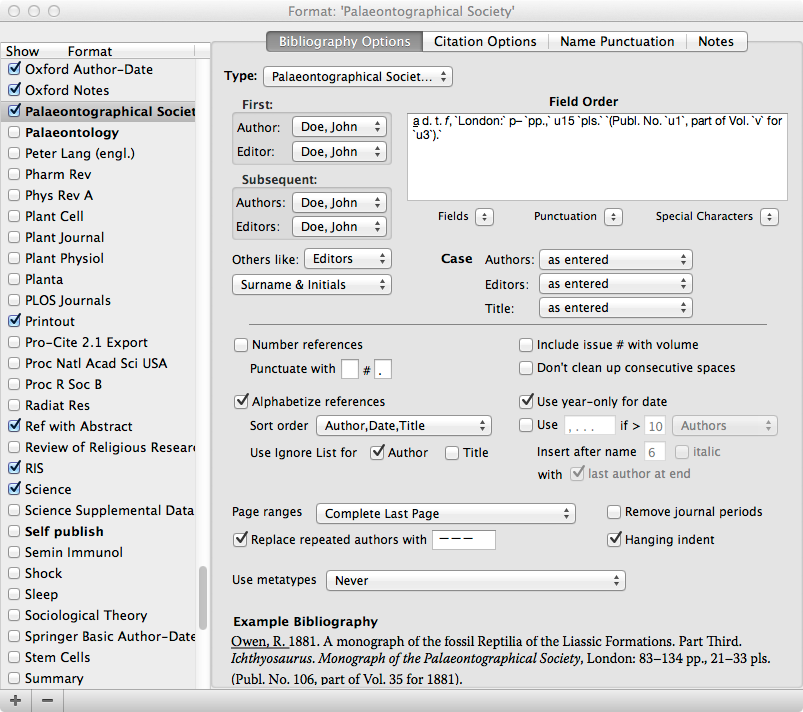 Format: 'Palaeontographical Society'
Show Format
Oxford Author-Date
Oxford Notes
Palaeontographical Societ
Palaeontology
Peter Lang (engl.)
Pharm Rev
Phys Rev A
Plant Cell
Plant Journal
Plant Physiol
Planta
PLOS Journals
Printout
Pro-Cite 2.1 Export
Proc Natl Acad Sci USA
Proc R Soc B
Radiat Res
Ref with Abstract
Review of Religious Resear
RIS
Science
Science Supplemental Data
Self publish
Semin Immunol
Shock
Sleep
Sociological Theory
Springer Basic Author-Date
Stem Cells
Summary
+ −
Bibliography Options Citation Options Name Punctuation Notes
Type: Palaeontographical Societ...
First:
Author: Doe, John
Editor: Doe, John
Subsequent:
Authors: Doe, John
Editors: Doe, John
Others like: Editors
Surname & Initials
Field Order
a d. t. f, `London:` p– `pp.,` u15 `pls.` `(Publ. No. `u1`, part of Vol. `v` for
`u3`).`
Fields Punctuation Special Characters
Case Authors: as entered
Editors: as entered
Title: as entered
Number references
Punctuate with # .
Include issue # with volume
Don't clean up consecutive spaces
Alphabetize references
Sort order Author,Date,Title
Use Ignore List for Author Title
Use year-only for date
Use , . . . if > 10 Authors
Insert after name 6 italic
with last author at end
Page ranges Complete Last Page
Remove journal periods
Replace repeated authors with ———
Hanging indent
Use metatypes Never
Example Bibliography
Owen, R. 1881. A monograph of the fossil Reptilia of the Liassic Formations. Part Third.
Ichthyosaurus. Monograph of the Palaeontographical Society, London: 83–134 pp., 21–33 pls.
(Publ. No. 106, part of Vol. 35 for 1881).